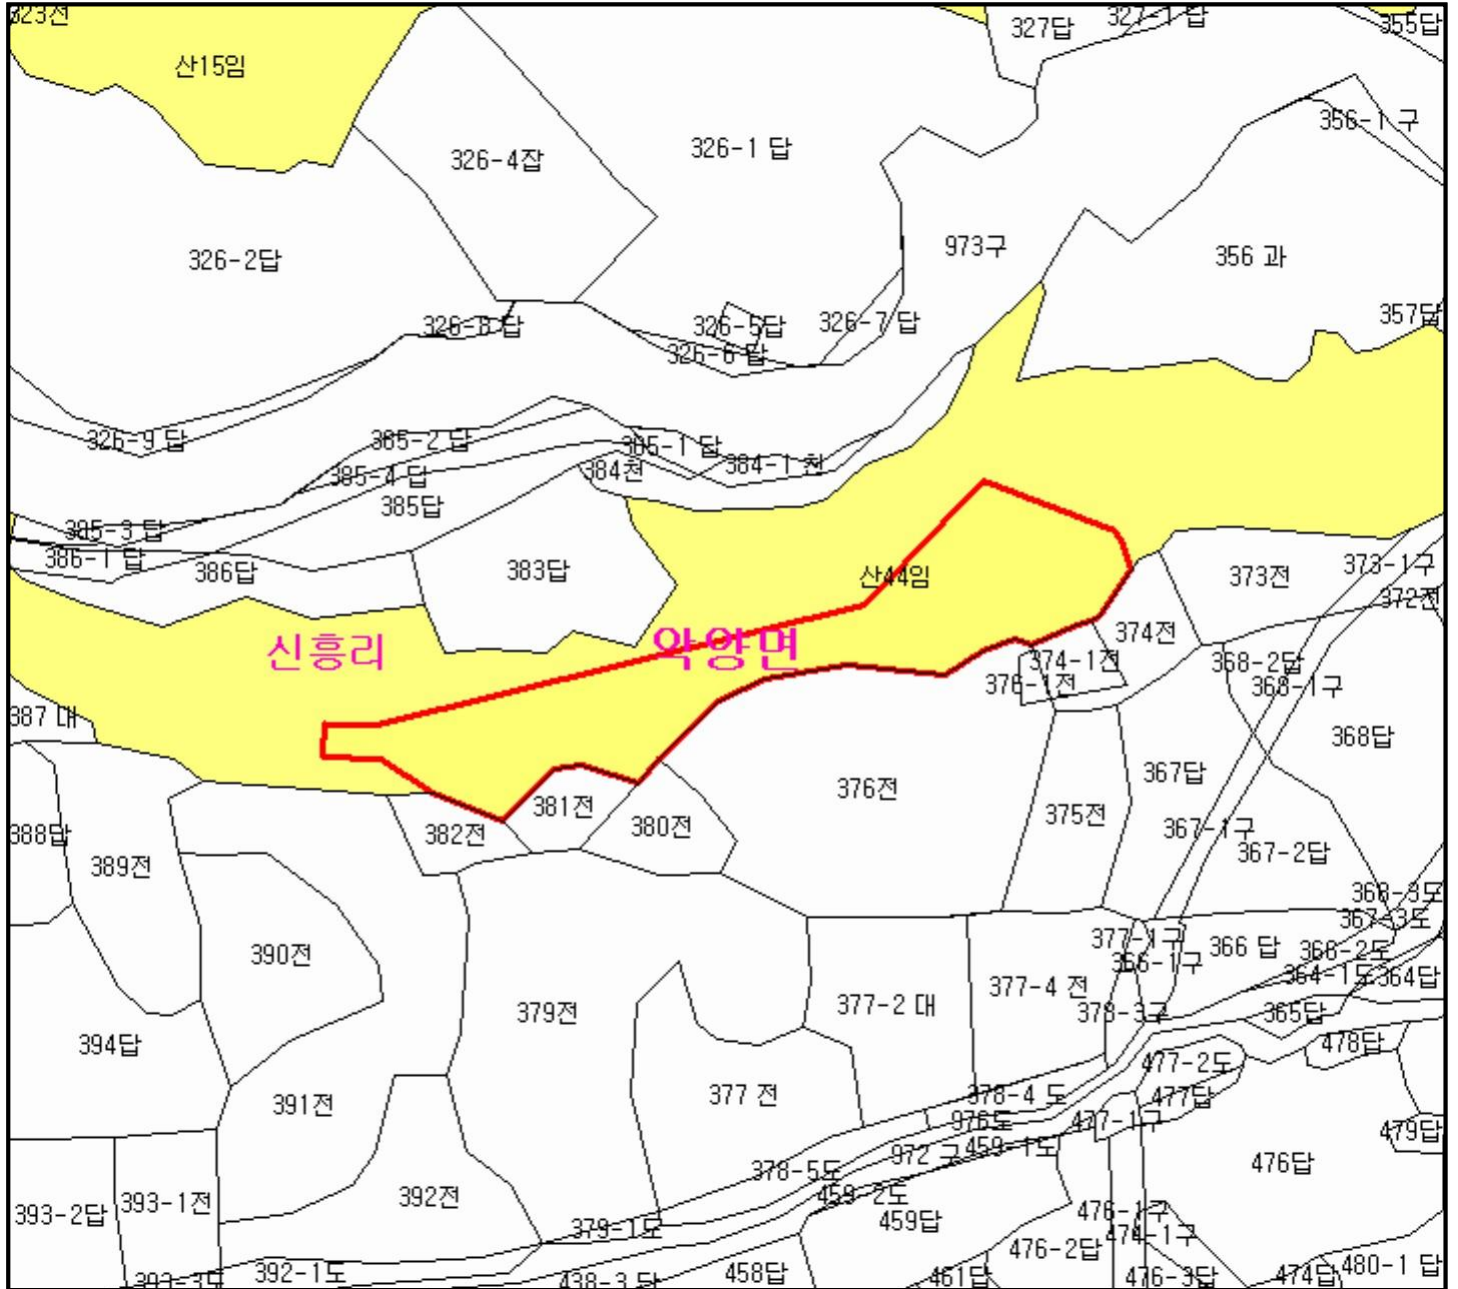 323전
327답
327-1 답
355답
산15임
356-1 구
326-4잡
326-1 답
326-2답
973구
356 과
357답
326-8 답
326-5답
326-7 답
326-6 답
326-9 답
385-2 답
385-1 답
384-1 천
385-4 답
384천
385답
385-3 답
386-1 답
386답
383답
산44임
373전
373-1구
372전
신흥리
악양면
374전
374-1전
376-1전
368-2답
368-1구
387 대
368답
367답
376전
381전
375전
382전
380전
367-1구
388답
367-2답
389전
368-3도
367-3도
377-1구
366 답
366-2도
390전
366-1구
364-1도
364답
377-4 전
377-2 대
379전
378-3구
365답
394답
478답
477-2도
377 전
378-4 도
477답
391전
976도
477-1구
479답
972 구
459-1도
378-5도
476답
392전
459-2도
393-1전
393-2답
459답
476-1구
379-1도
474-1구
476-2답
480-1 답
392-1도
393-3도
438-3 답
458답
461답
476-3답
474답